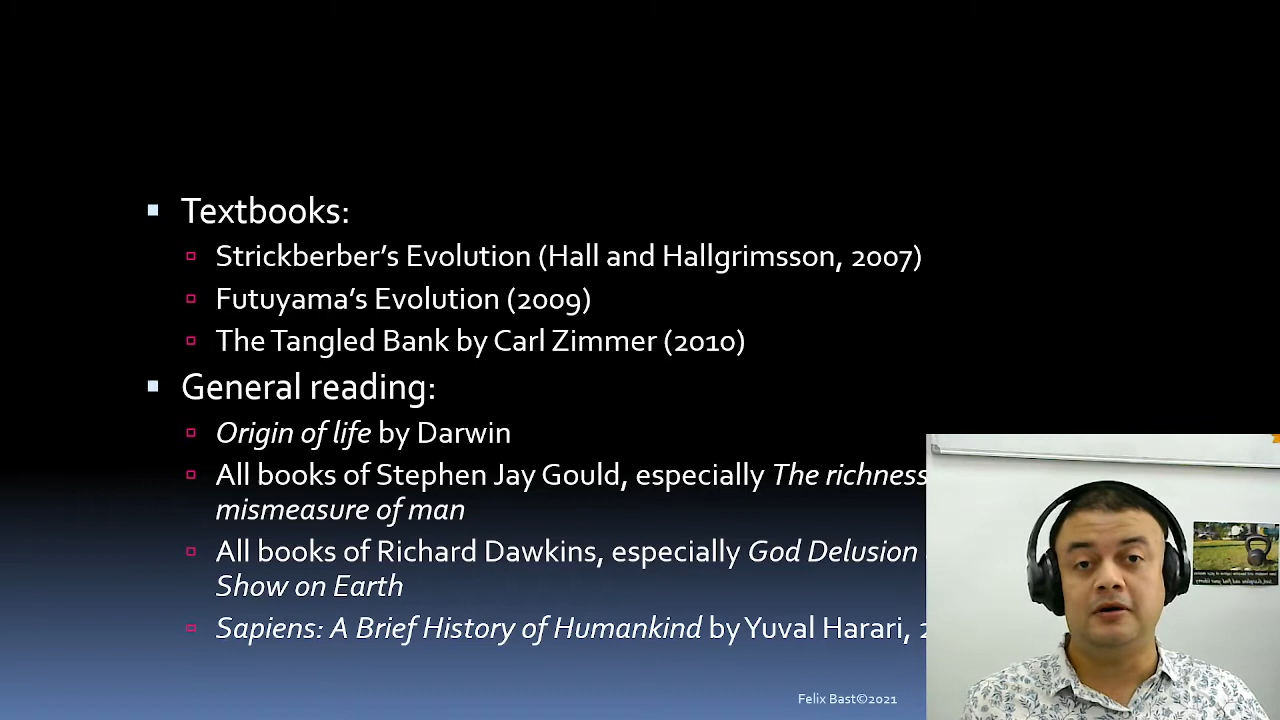 Textbooks:
Strickberber's Evolution (Hall and Hallgrimsson, 2007)
Futuyama's Evolution (2009)
The Tangled Bank by Carl Zimmer (2010)
General reading:
Origin of life by Darwin
All books of Stephen Jay Gould, especially The richness
mismeasure of man
All books of Richard Dawkins, especially God Delusion
Show on Earth
Sapiens: A Brief History of Humankind by Yuval Harari,
Felix Bast©2021